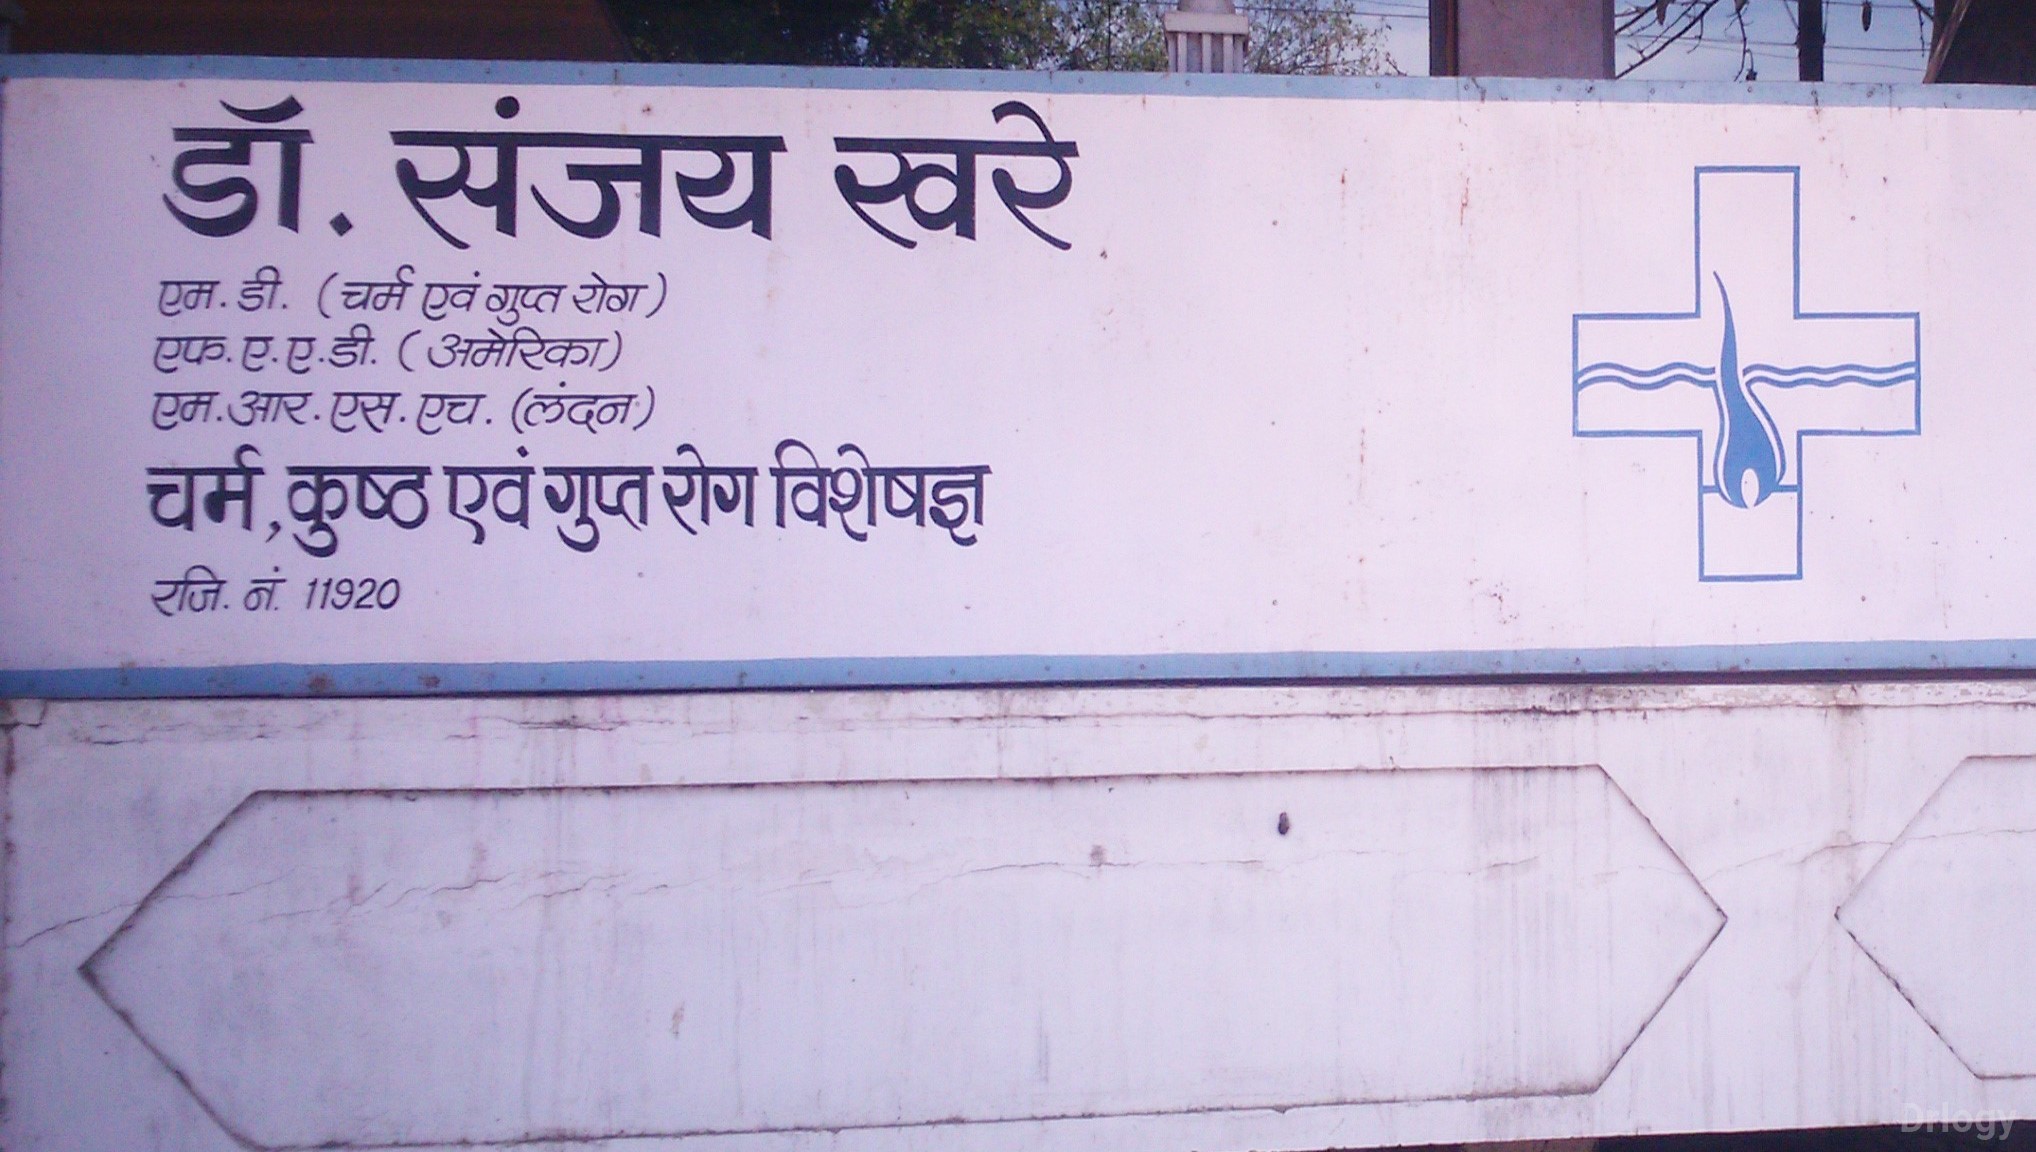 डॉ. संजय खरे
एम. डी. (चर्म एवं गुप्त रोग)
एफ. ए. ए. डी. (अमेरिका)
एम. आर. एस. एच. (लंदन)
चर्म, कुष्ठ एवं गुप्त रोग विशेषज्ञ
रजि. नं. 11920
Drlogy